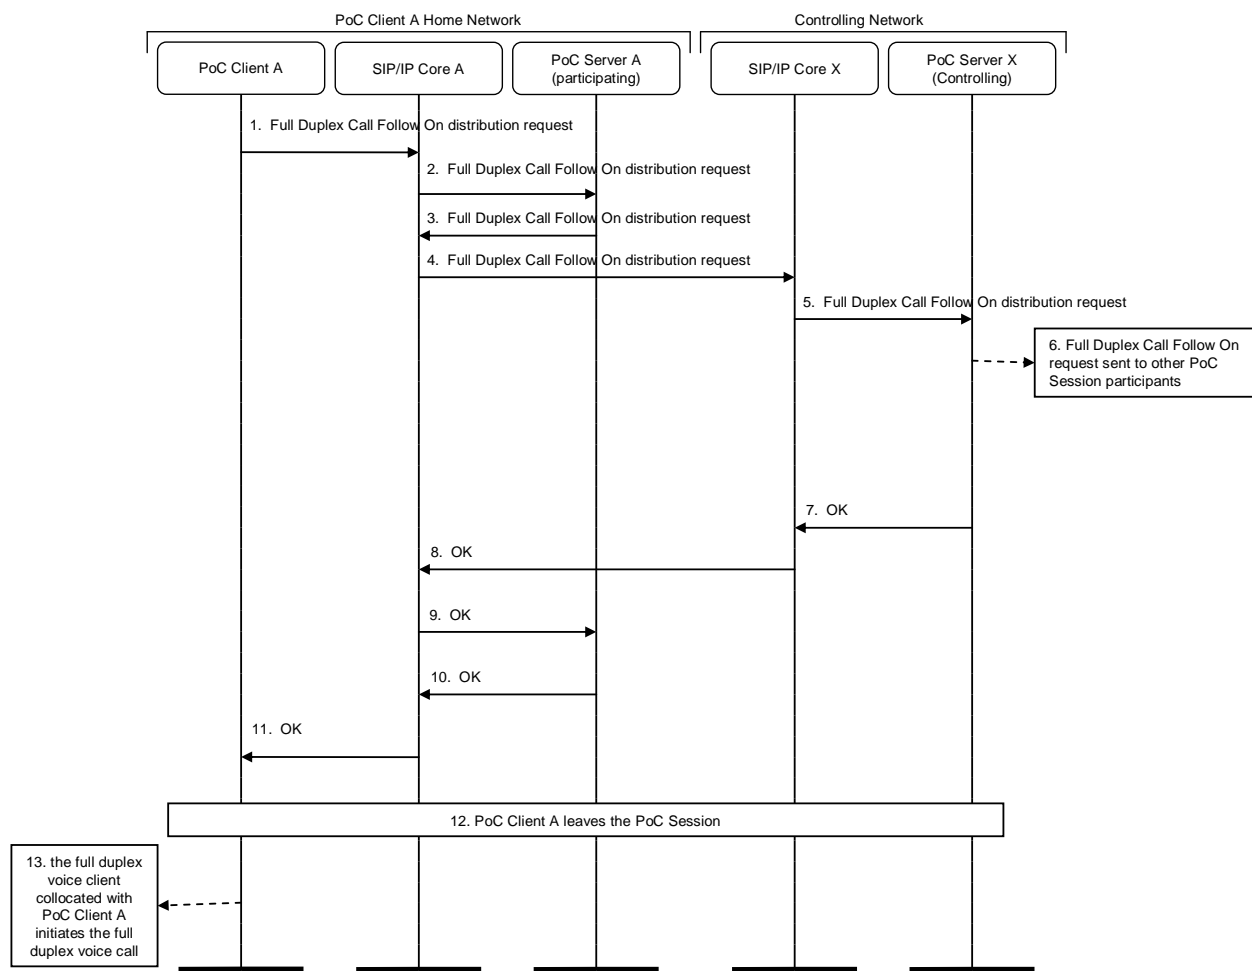 PoC Client A Home Network
Controlling Network
PoC Client A
SIP/IP Core A
PoC Server A
(participating)
SIP/IP Core X
PoC Server X
(Controlling)
1.  Full Duplex Call Follow On distribution request
2.  Full Duplex Call Follow On distribution request
3.  Full Duplex Call Follow On distribution request
4.  Full Duplex Call Follow On distribution request
5.  Full Duplex Call Follow On distribution request
6. Full Duplex Call Follow On
request sent to other PoC
Session participants
7.  OK
8.  OK
9.  OK
10.  OK
11.  OK
12. PoC Client A leaves the PoC Session
13. the full duplex
voice client
collocated with
PoC Client A
initiates the full
duplex voice call